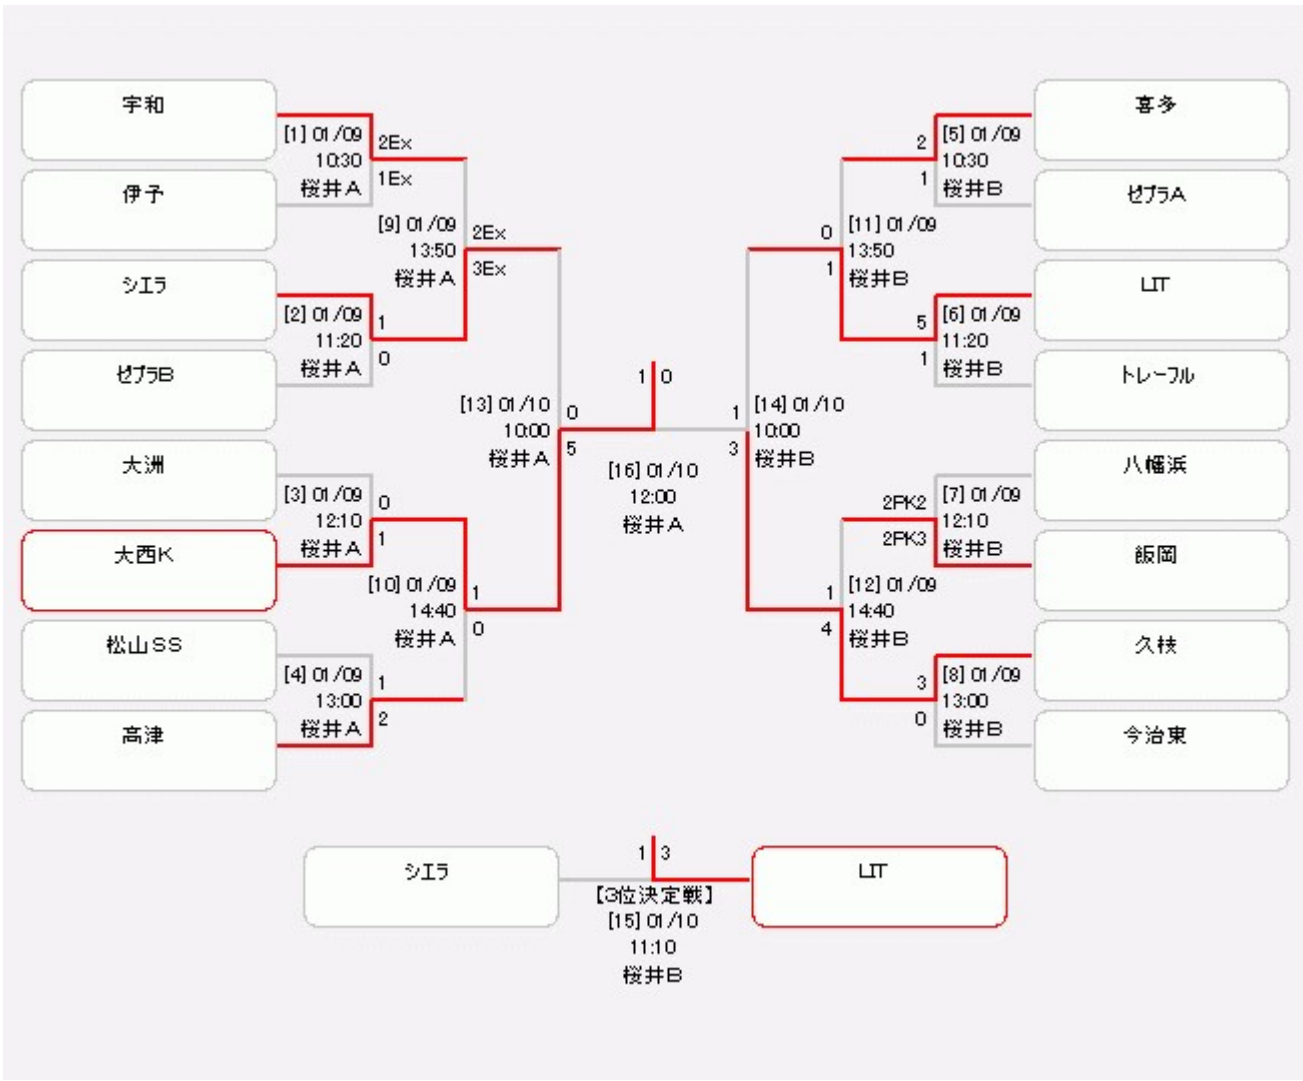 宇和
[1] 01/09
10:30
桜井A
2Ex
1Ex
伊予
[9] 01/09
13:50
桜井A
2Ex
3Ex
シエラ
[2] 01/09
11:20
桜井A
1
0
ゼブラB
[13] 01/10
10:00
桜井A
0
5
大洲
[3] 01/09
12:10
桜井A
0
1
大西K
[10] 01/09
14:40
桜井A
1
0
松山SS
[4] 01/09
13:00
桜井A
1
2
高津
1 0
[16] 01/10
12:00
桜井A
喜多
2
1
[5] 01/09
10:30
桜井B
ゼブラA
0
1
[11] 01/09
13:50
桜井B
LIT
5
1
[6] 01/09
11:20
桜井B
トレーフル
1
3
[14] 01/10
10:00
桜井B
八幡浜
2PK2
2PK3
[7] 01/09
12:10
桜井B
飯岡
1
4
[12] 01/09
14:40
桜井B
久枝
3
0
[8] 01/09
13:00
桜井B
今治東
シエラ
1 3
LIT
【3位決定戦】
[15] 01/10
11:10
桜井B